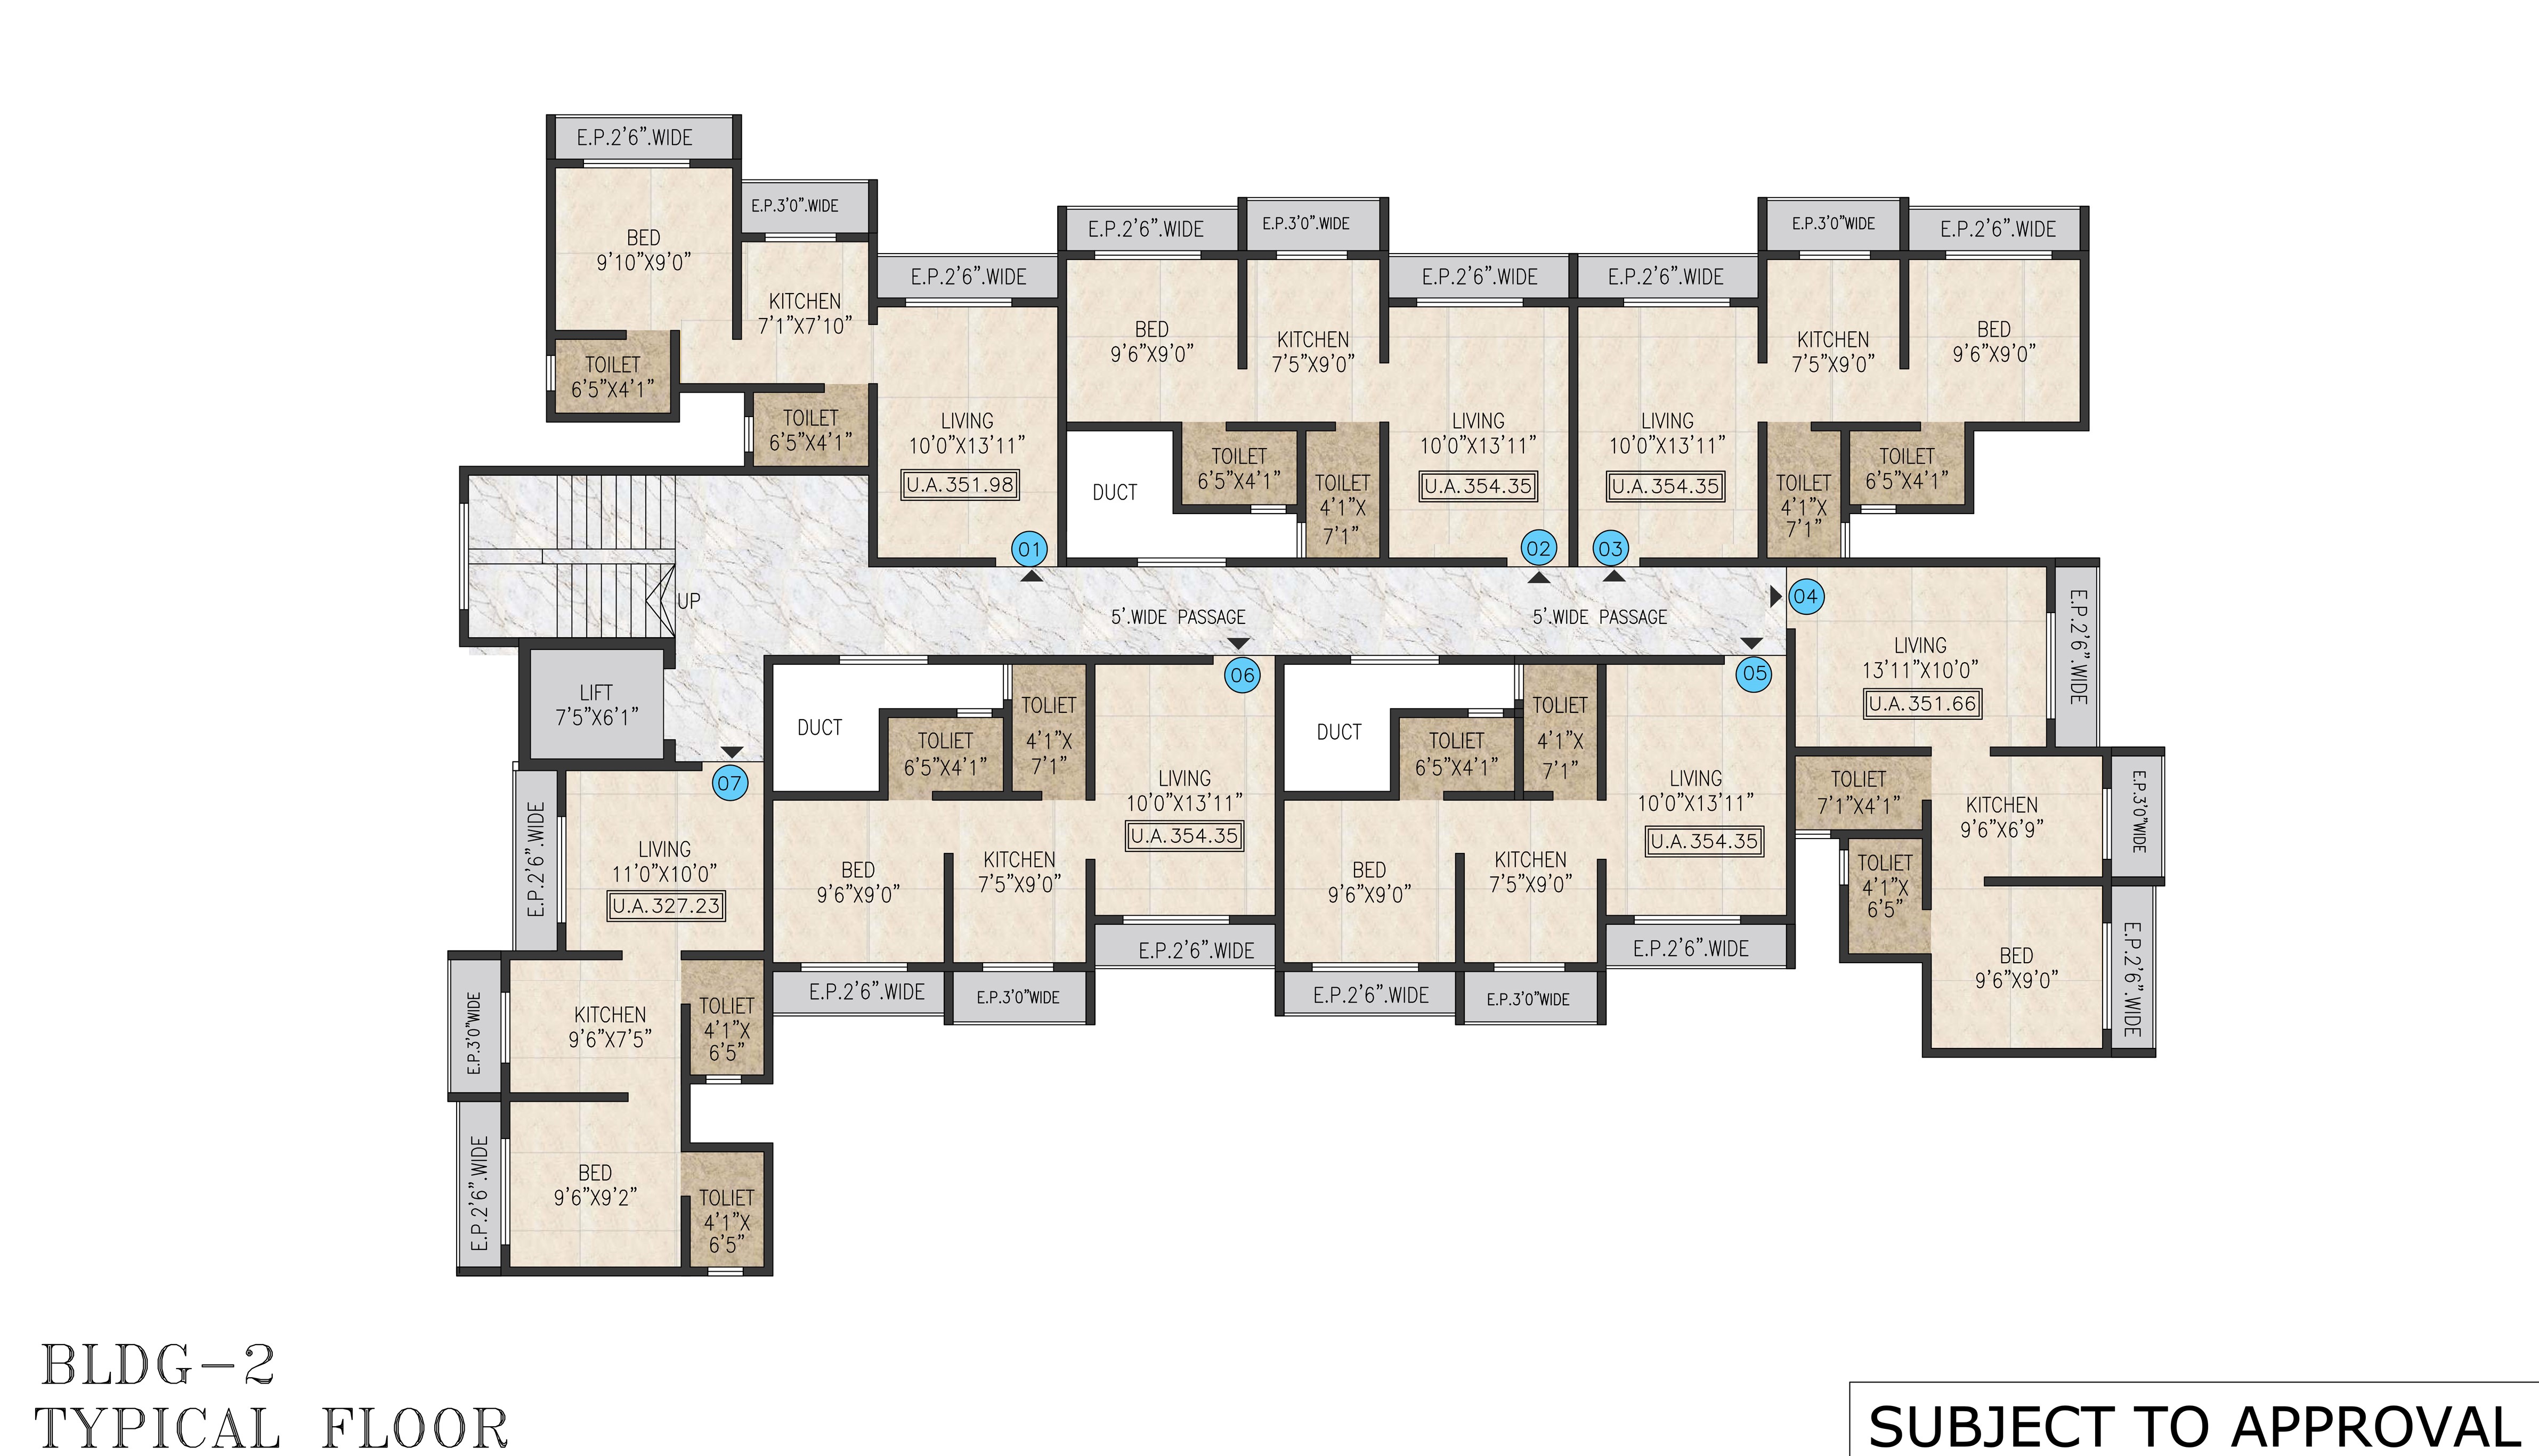 E.P.2'6".WIDE
BED
9'10"X9'0"
TOILET
6'5"X4'1"
E.P.3'0".WIDE
KITCHEN
7'1"X7'10"
TOILET
6'5"X4'1"
E.P.2'6".WIDE
LIVING
10'0"X13'11"
U.A.351.98
01
E.P.2'6".WIDE
BED
9'6"X9'0"
E.P.3'0".WIDE
KITCHEN
7'5"X9'0"
DUCT
TOILET
6'5"X4'1"
TOILET
4'1"X
7'1"
E.P.2'6".WIDE
LIVING
10'0"X13'11"
U.A.354.35
02
E.P.2'6".WIDE
LIVING
10'0"X13'11"
U.A.354.35
03
E.P.3'0"WIDE
KITCHEN
7'5"X9'0"
E.P.2'6".WIDE
BED
9'6"X9'0"
TOILET
4'1"X
7'1"
TOILET
6'5"X4'1"
UP
5'.WIDE PASSAGE
5'.WIDE PASSAGE
04
LIVING
13'11"X10'0"
U.A.351.66
E.P.2'6".WIDE
TOLIET
7'1"X4'1"
KITCHEN
9'6"X6'9"
E.P.3'0"WIDE
TOLIET
4'1"X
6'5"
BED
9'6"X9'0"
E.P.2'6".WIDE
LIFT
7'5"X6'1"
DUCT
TOLIET
6'5"X4'1"
TOLIET
4'1"X
7'1"
06
LIVING
10'0"X13'11"
U.A.354.35
BED
9'6"X9'0"
KITCHEN
7'5"X9'0"
E.P.2'6".WIDE
E.P.2'6".WIDE
E.P.3'0"WIDE
DUCT
TOLIET
6'5"X4'1"
TOLIET
4'1"X
7'1"
05
LIVING
10'0"X13'11"
U.A.354.35
BED
9'6"X9'0"
KITCHEN
7'5"X9'0"
E.P.2'6".WIDE
E.P.2'6".WIDE
E.P.3'0"WIDE
07
E.P.2'6".WIDE
LIVING
11'0"X10'0"
U.A.327.23
E.P.3'0"WIDE
KITCHEN
9'6"X7'5"
TOLIET
4'1"X
6'5"
E.P.2'6".WIDE
BED
9'6"X9'2"
TOLIET
4'1"X
6'5"
BLDG-2
TYPICAL FLOOR
SUBJECT TO APPROVAL